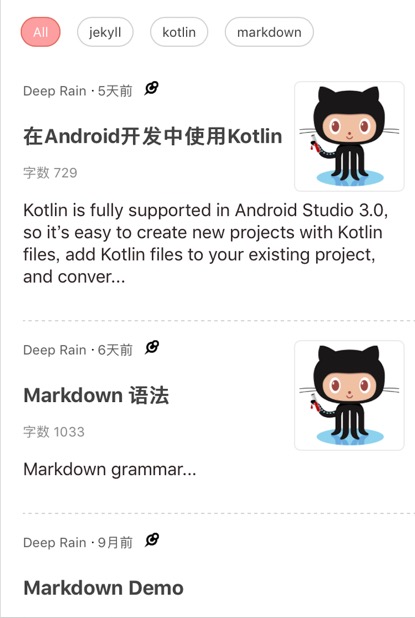 All
jekyll
kotlin
markdown
Deep Rain · 5天前
在Android开发中使用Kotlin
字数 729
Kotlin is fully supported in Android Studio 3.0,
so it's easy to create new projects with Kotlin
files, add Kotlin files to your existing project,
and conver...
Deep Rain · 6天前
Markdown 语法
字数 1033
Markdown grammar...
Deep Rain · 9月前
Markdown Demo